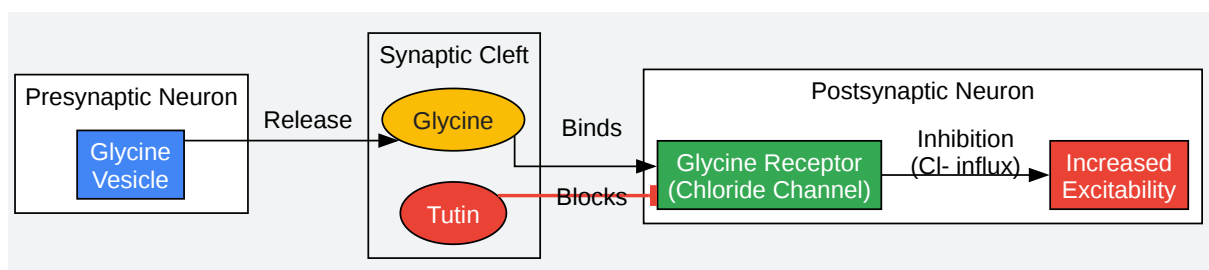 Presynaptic Neuron
Glycine
Vesicle
Release
Synaptic Cleft
Glycine
Tutin
Binds
Blocks
Postsynaptic Neuron
Glycine Receptor
(Chloride Channel)
Inhibition
(Cl- influx)
Increased
Excitability